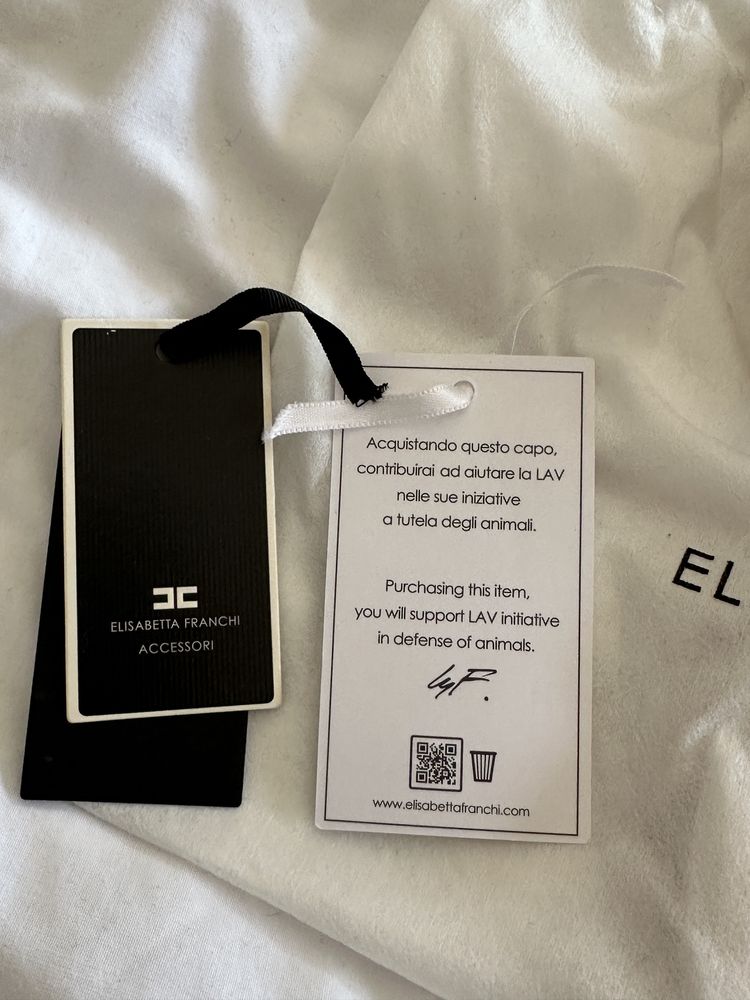 ELISABETTA FRANCHI
ACCESSORI
Acquistando questo capo,
contribuirai ad aiutare la LAV
nelle sue iniziative
a tutela degli animali.
Purchasing this item,
you will support LAV initiative
in defense of animals.
www.elisabettafranchi.com
EL